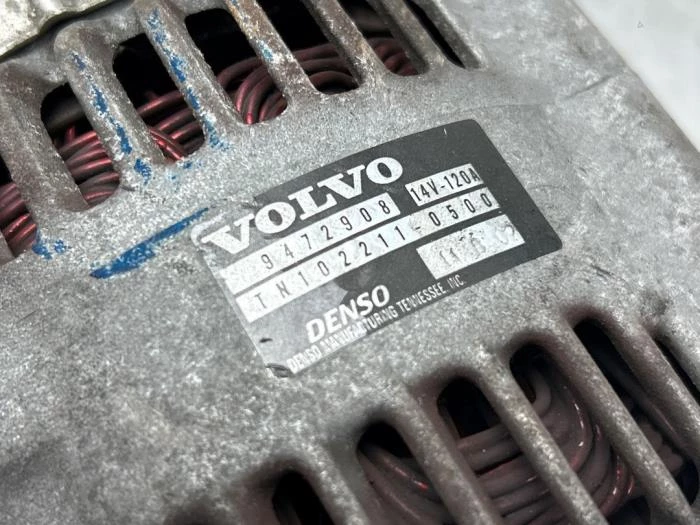 VOLVO
9472908 14V-120A
TN102211-0500
DENSO
DENSO MANUFACTURING TENNESSEE, INC.